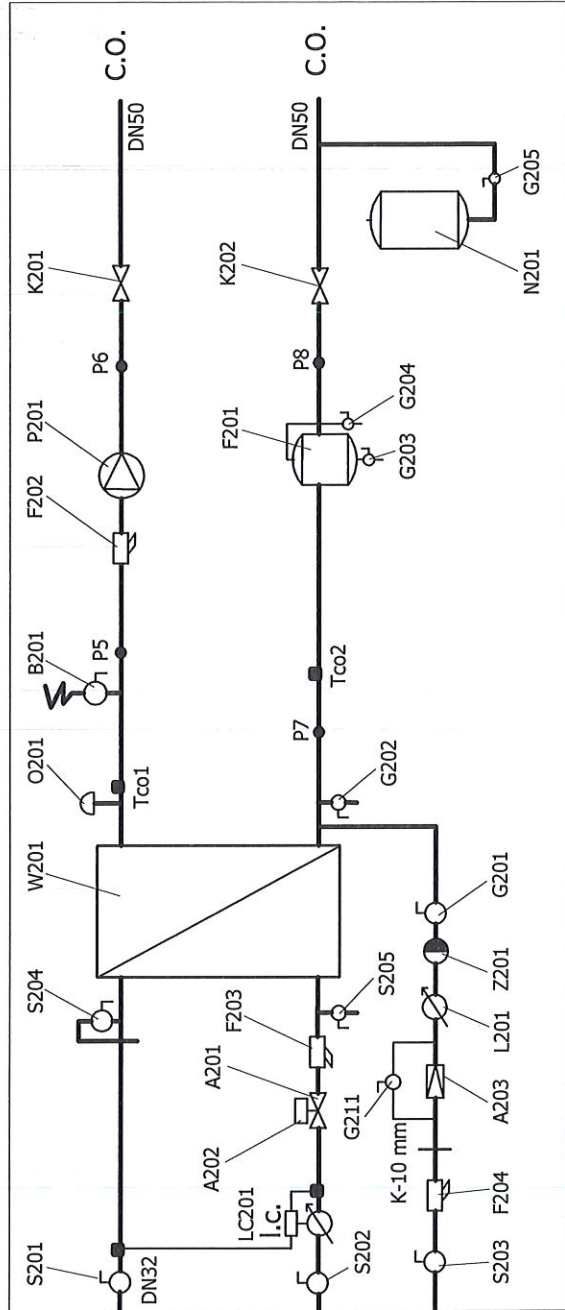 S201
S204
W201
O201
B201
F202
P201
P6
K201
C.O.
DN32
Tco1
P5
DN50
LC201
I.c.
A202
A201
F203
F201
P8
K202
C.O.
S202
S205
G202
P7
Tco2
G203
G204
DN50
K-10 mm
G211
N201
G205
S203
F204
A203
L201
Z201
G201